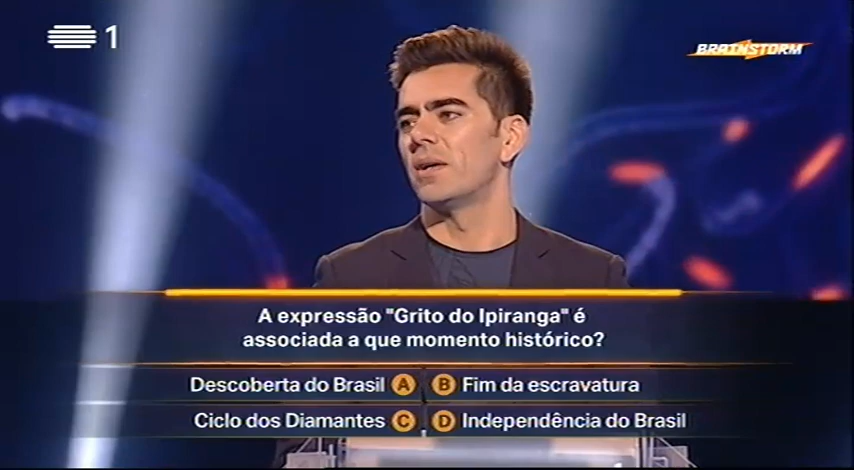 1
BRAINSTORM
A expressão "Grito do Ipiranga" é
associada a que momento histórico?
Descoberta do Brasil A B Fim da escravatura
Ciclo dos Diamantes C D Independência do Brasil